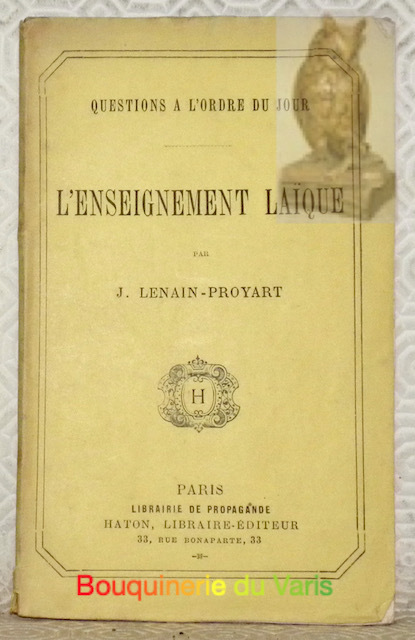 QUESTIONS A L'ORDRE DU JOUR
L'ENSEIGNEMENT LAÏQUE
PAR
J. LENAIN-PROYART
H
PARIS
LIBRAIRIE DE PROPAGANDE
HATON, LIBRAIRE-ÉDITEUR
33, RUE BONAPARTE, 33
Bouquinerie du Varis